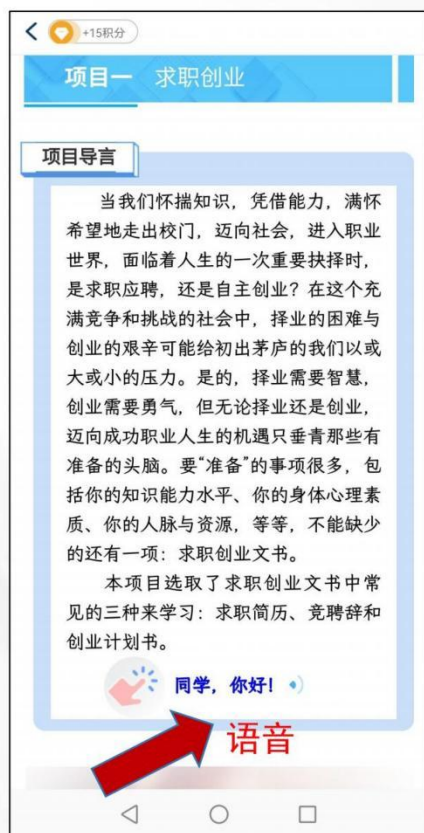 +15积分
项目一 求职创业
项目导言
当我们怀揣知识，凭借能力，满怀
希望地走出校门，迈向社会，进入职业
世界，面临着人生的一次重要抉择时，
是求职应聘，还是自主创业？在这个充
满竞争和挑战的社会中，择业的困难与
创业的艰辛可能给初出茅庐的我们以或
大或小的压力。是的，择业需要智慧，
创业需要勇气，但无论择业还是创业，
迈向成功职业人生的机遇只垂青那些有
准备的头脑。要“准备”的事项很多，包
括你的知识能力水平、你的身体心理素
质、你的人脉与资源，等等，不能缺少
的还有一项：求职创业文书。
本项目选取了求职创业文书中常
见的三种来学习：求职简历、竞聘辞和
创业计划书。
同学，你好！
语音